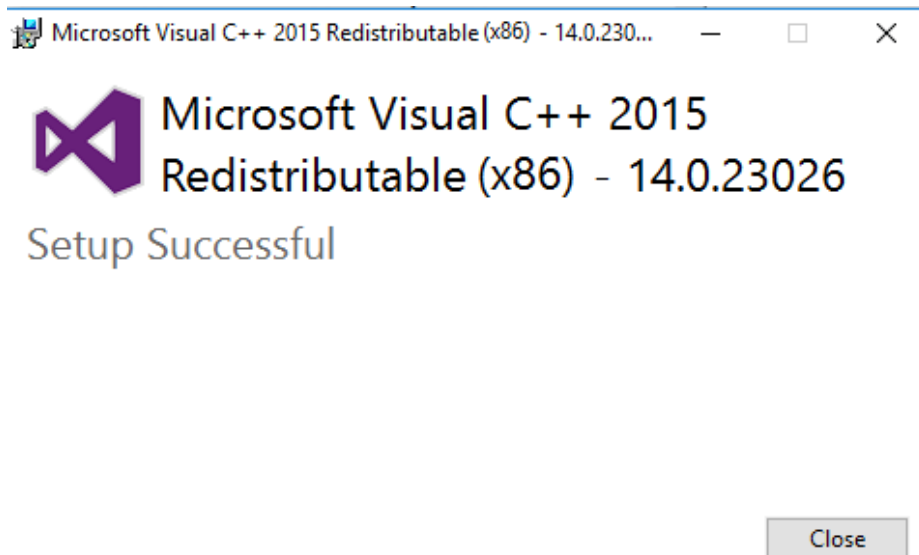 Microsoft Visual C++ 2015 Redistributable (x86) - 14.0.230...
Microsoft Visual C++ 2015
Redistributable (x86) - 14.0.23026
Setup Successful
Close